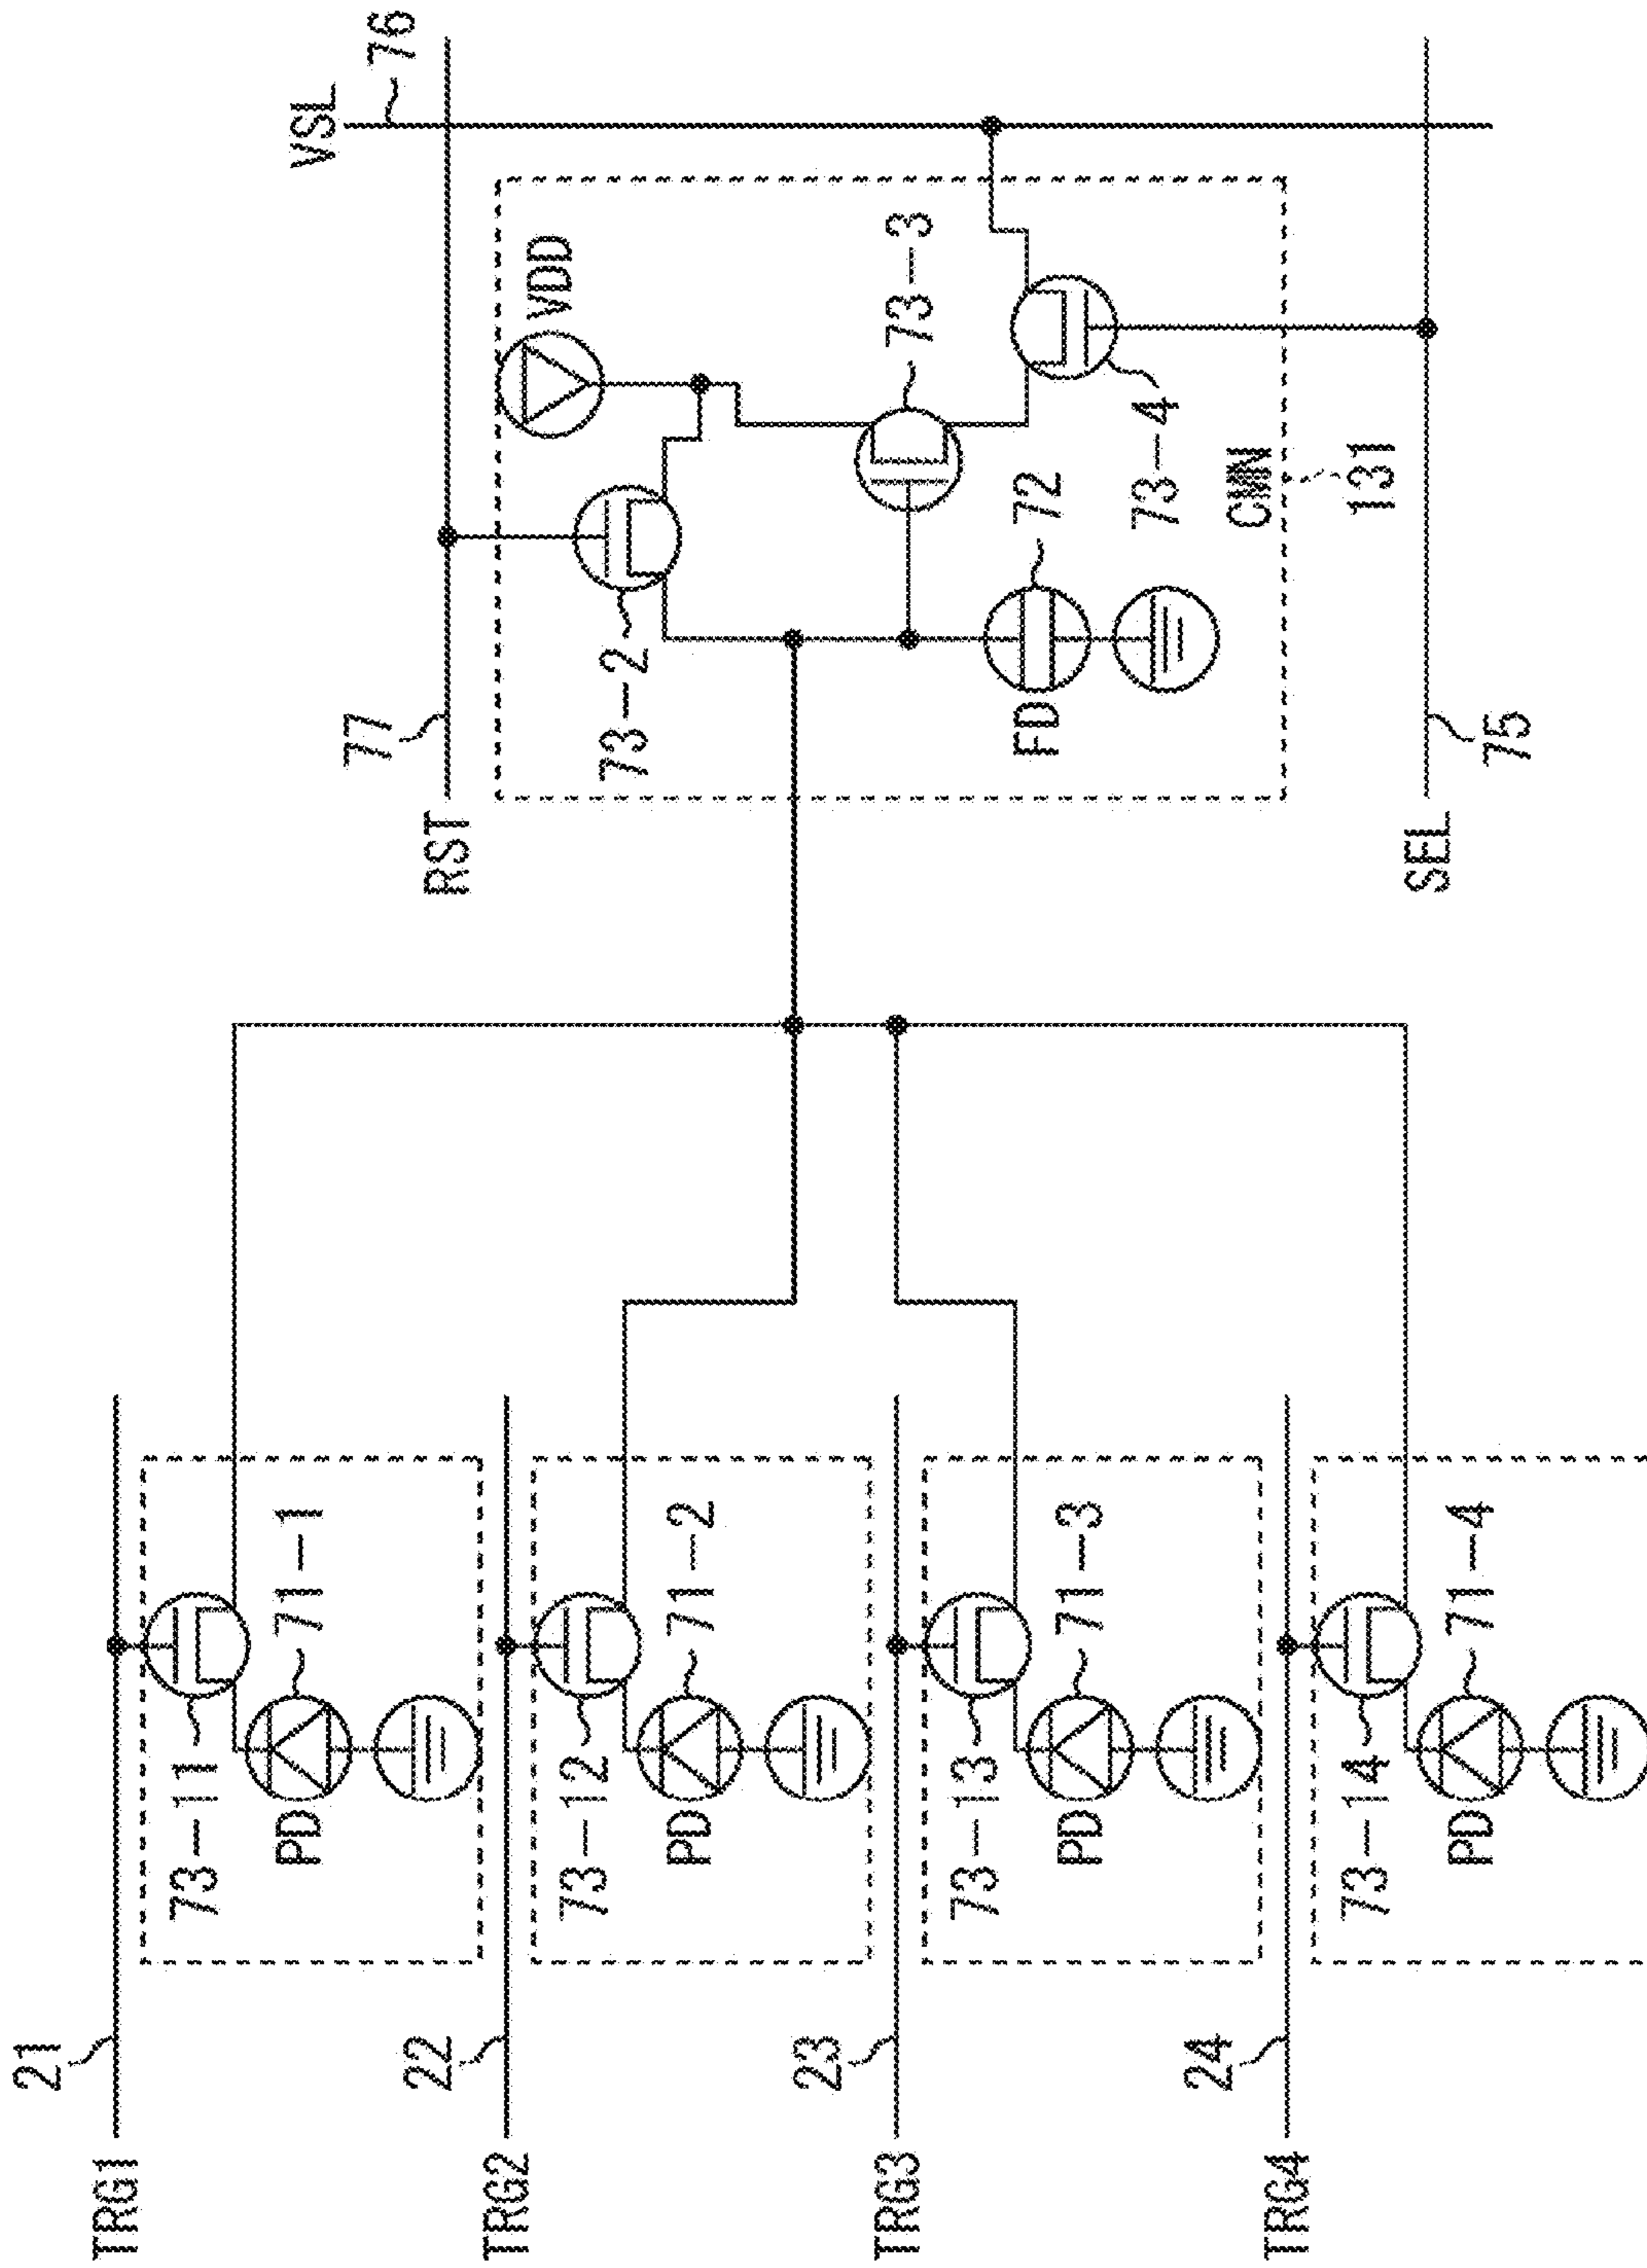 TRG1
21
73-11
PD
71-1
TRG2
22
73-12
PD
71-2
TRG3
23
73-13
PD
71-3
TRG4
24
73-14
PD
71-4
VSL
76
77
RST
VDD
73-2
73-3
FD
72
73-4
CMN
131
SEL
75